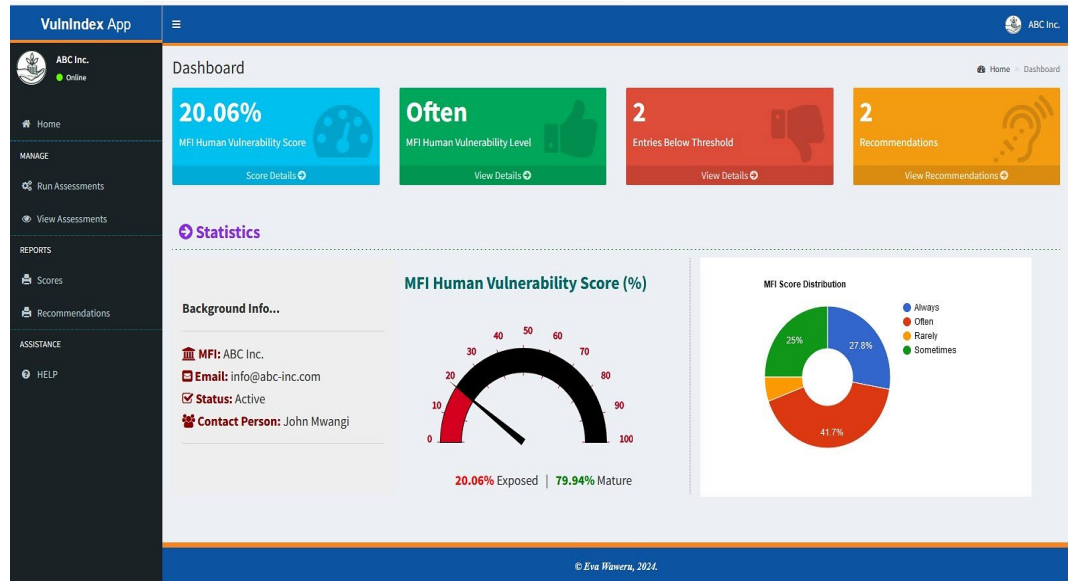 VulnIndex App
ABC Inc.
ABC Inc.
Online
Home
MANAGE
Run Assessments
View Assessments
REPORTS
Scores
Recommendations
ASSISTANCE
HELP
Dashboard
Home > Dashboard
20.06%
MFI Human Vulnerability Score
Score Details
Often
MFI Human Vulnerability Level
View Details
2
Entries Below Threshold
View Details
2
Recommendations
View Recommendations
Statistics
Background Info...
MFI: ABC Inc.
Email: info@abc-inc.com
Status: Active
Contact Person: John Mwangi
MFI Human Vulnerability Score (%)
0
10
20
30
40
50
60
70
80
90
100
20.06% Exposed | 79.94% Mature
MFI Score Distribution
25%
27.8%
41.7%
Always
Often
Rarely
Sometimes
© Eva Waweru, 2024.